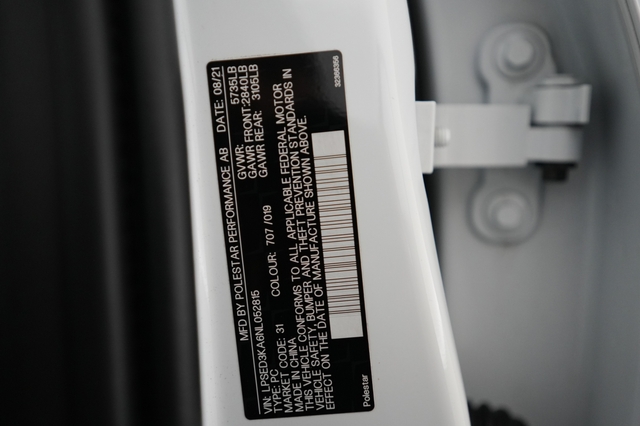 MFD BY POLESTAR PERFORMANCE AB DATE: 08/21
VIN: LPSED3KA6NL052815 GVWR: 5735LB
TYPE: PC GAWR FRONT: 2840LB
MARKET CODE: 31 COLOUR: 707 /019 GAWR REAR: 3105LB
MADE IN CHINA
THIS VEHICLE CONFORMS TO ALL APPLICABLE FEDERAL MOTOR
VEHICLE SAFETY, BUMPER AND THEFT PREVENTION STANDARDS IN
EFFECT ON THE DATE OF MANUFACTURE SHOWN ABOVE.
Polestar